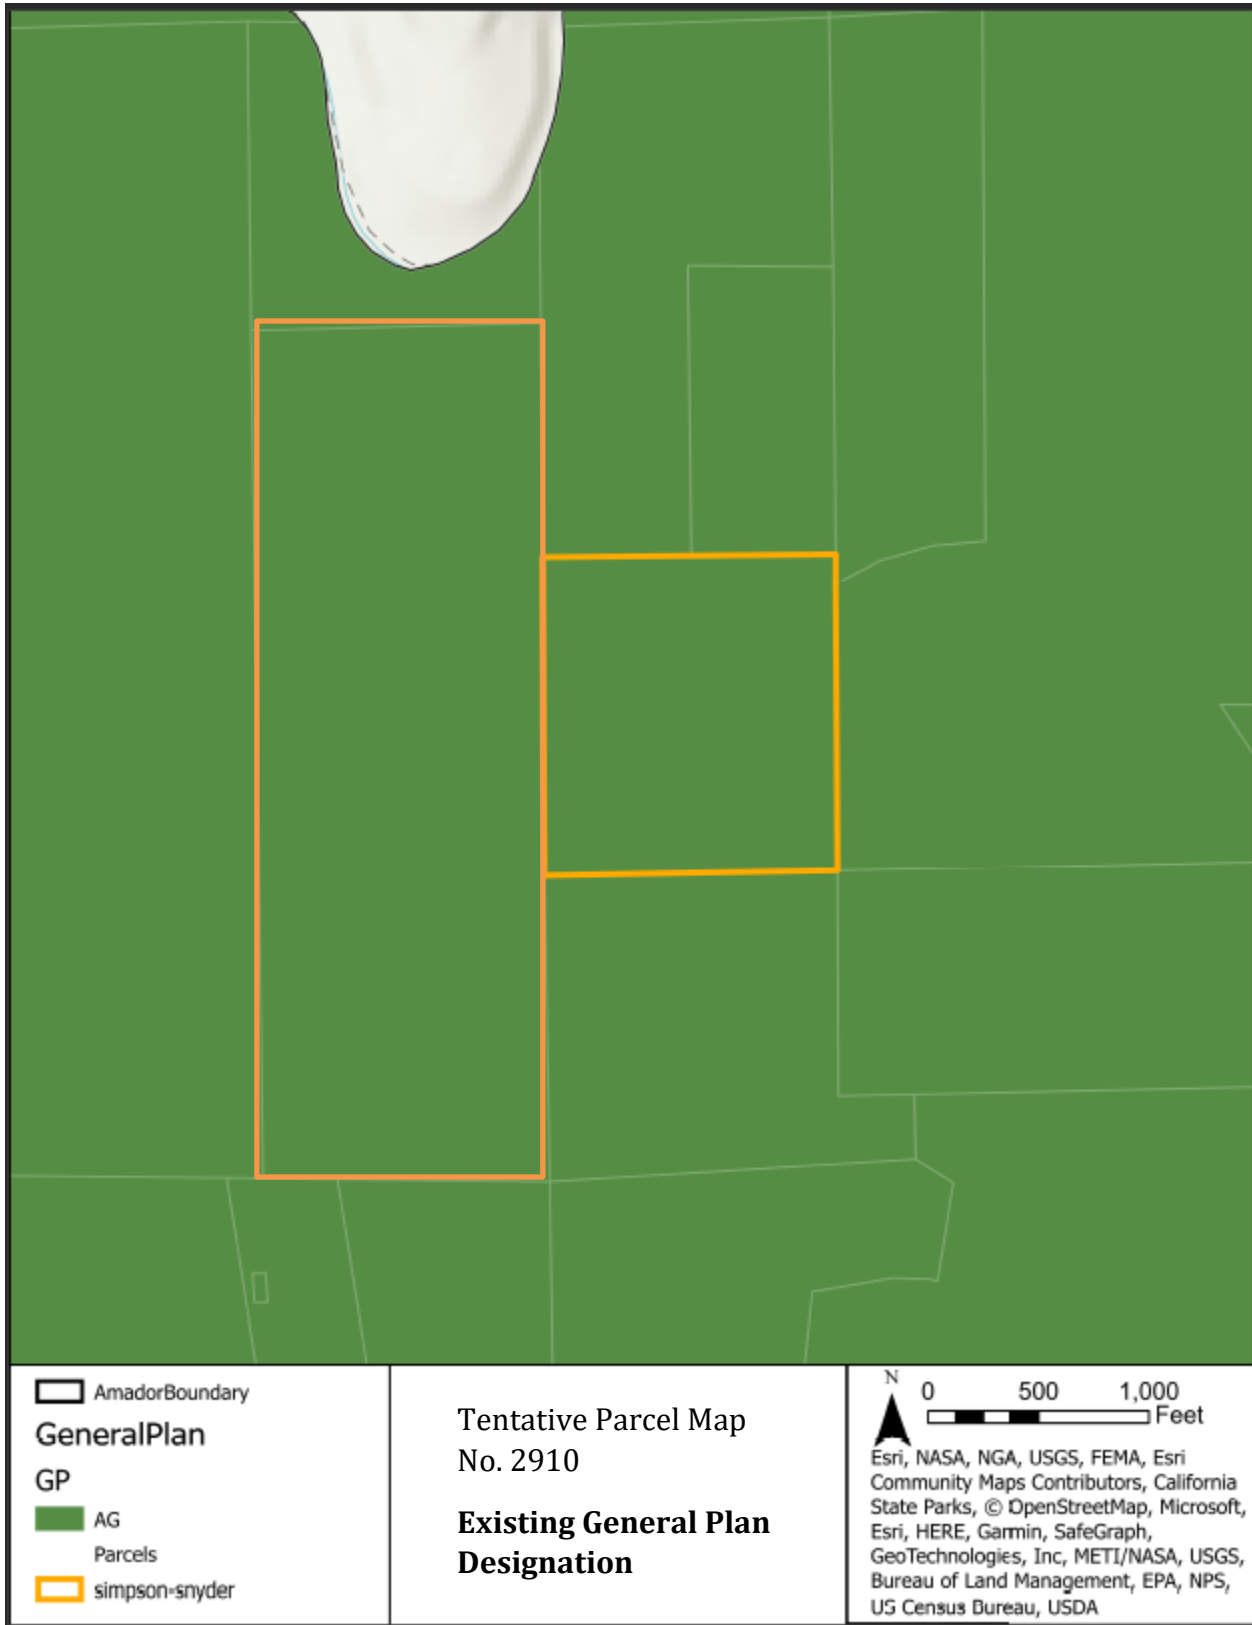 AmadorBoundary
GeneralPlan
GP
AG
Parcels
simpson-snyder
Tentative Parcel Map
No. 2910
Existing General Plan
Designation
N
0 500 1,000
Feet
Esri, NASA, NGA, USGS, FEMA, Esri
Community Maps Contributors, California
State Parks, © OpenStreetMap, Microsoft,
Esri, HERE, Garmin, SafeGraph,
GeoTechnologies, Inc, METI/NASA, USGS,
Bureau of Land Management, EPA, NPS,
US Census Bureau, USDA